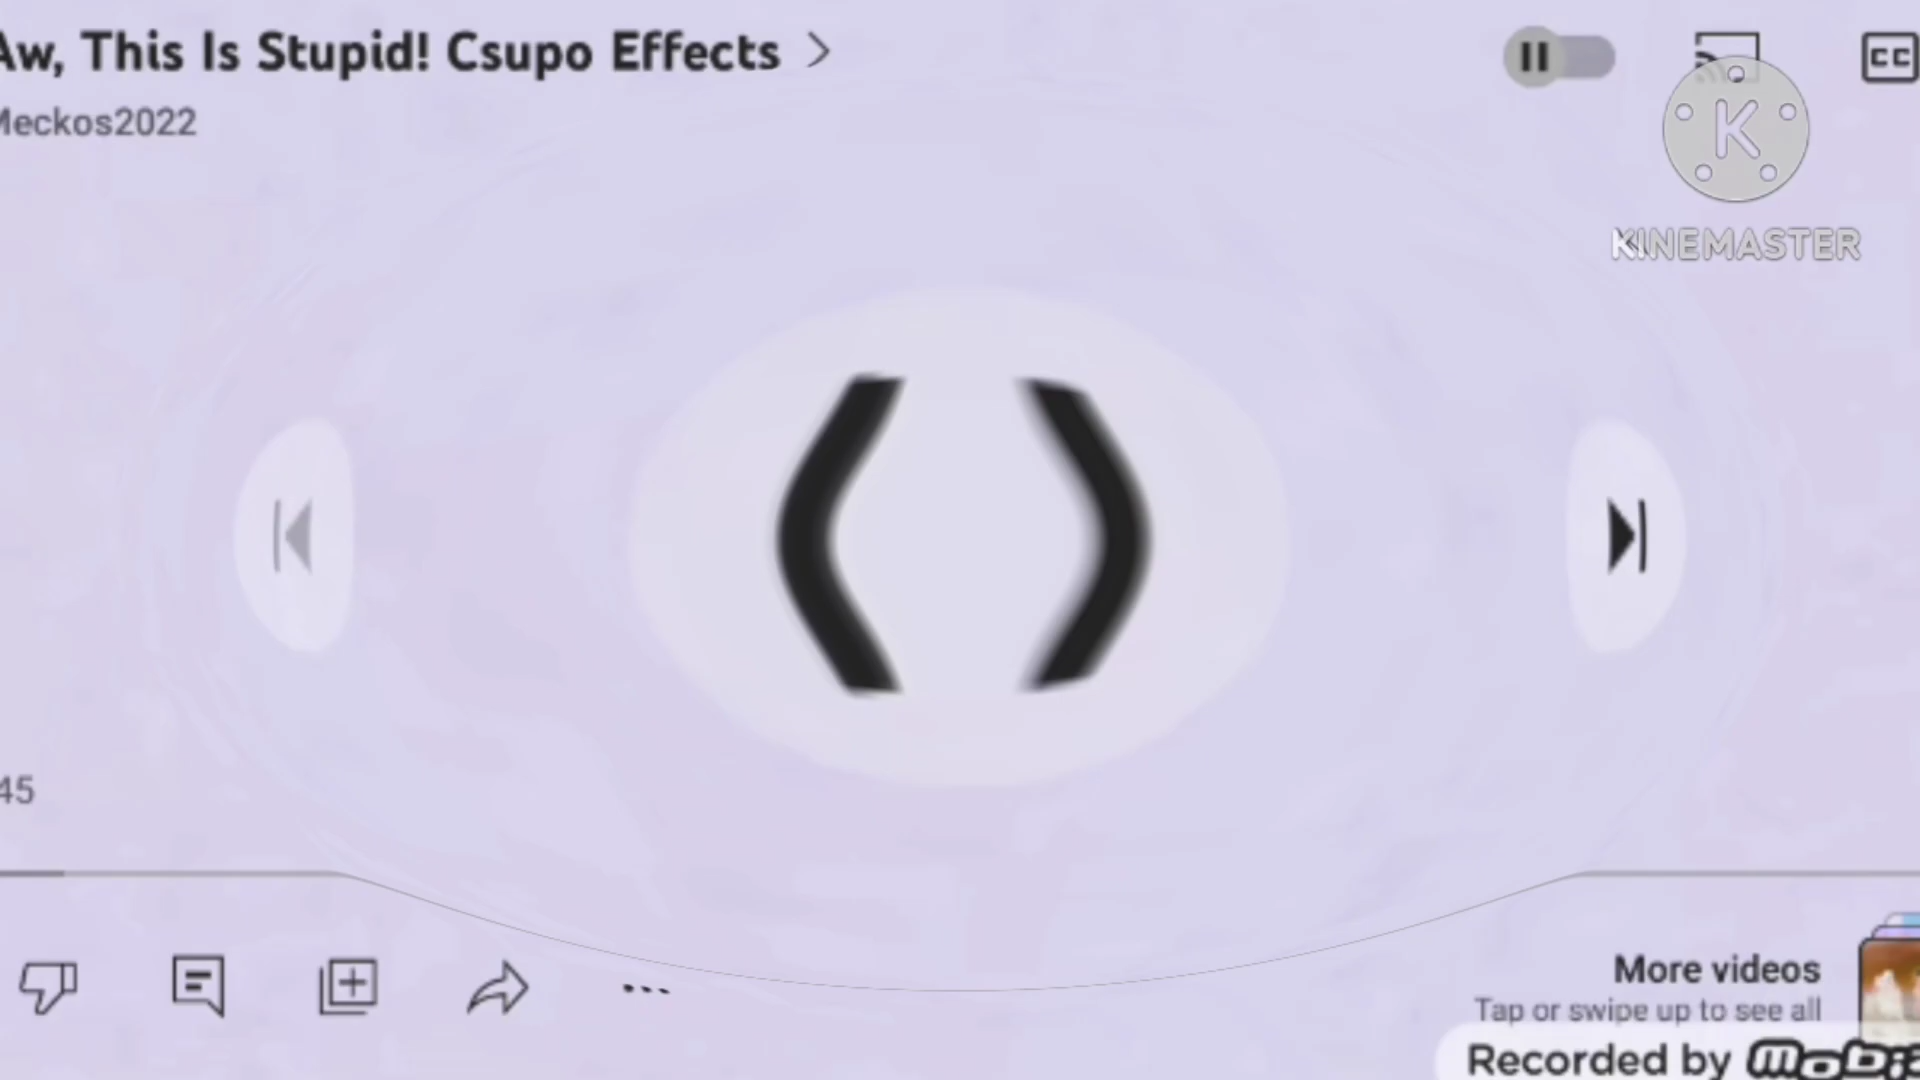 Aw, This Is Stupid! Csupo Effects
Meckos2022
CC
K
KINEMASTER
45
More videos
Tap or swipe up to see all
Recorded by